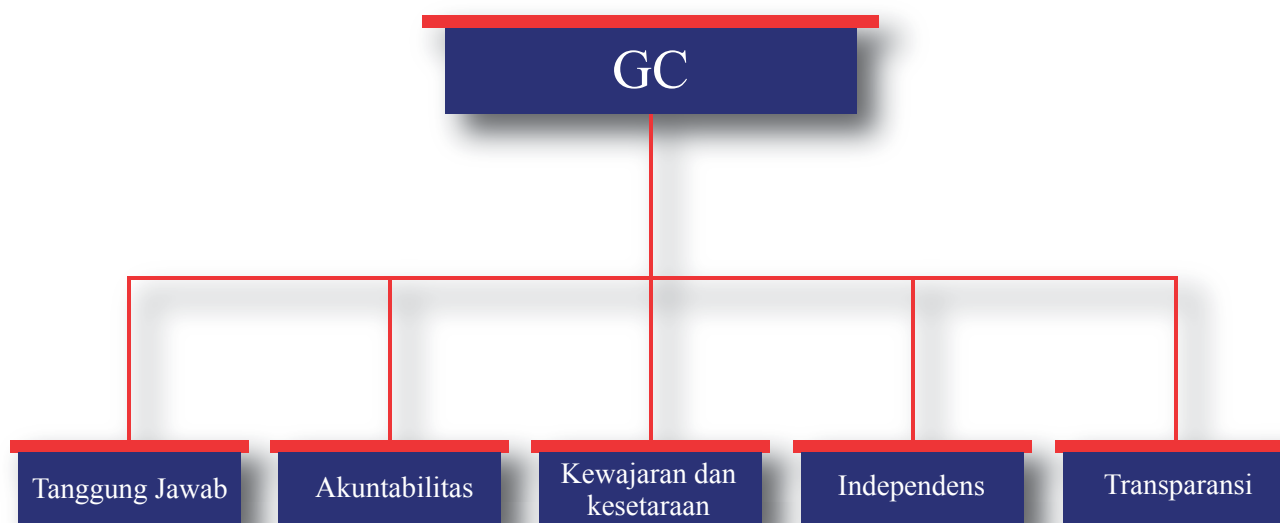 GC
Tanggung Jawab
Akuntabilitas
Kewajaran dan
kesetaraan
Independens
Transparansi